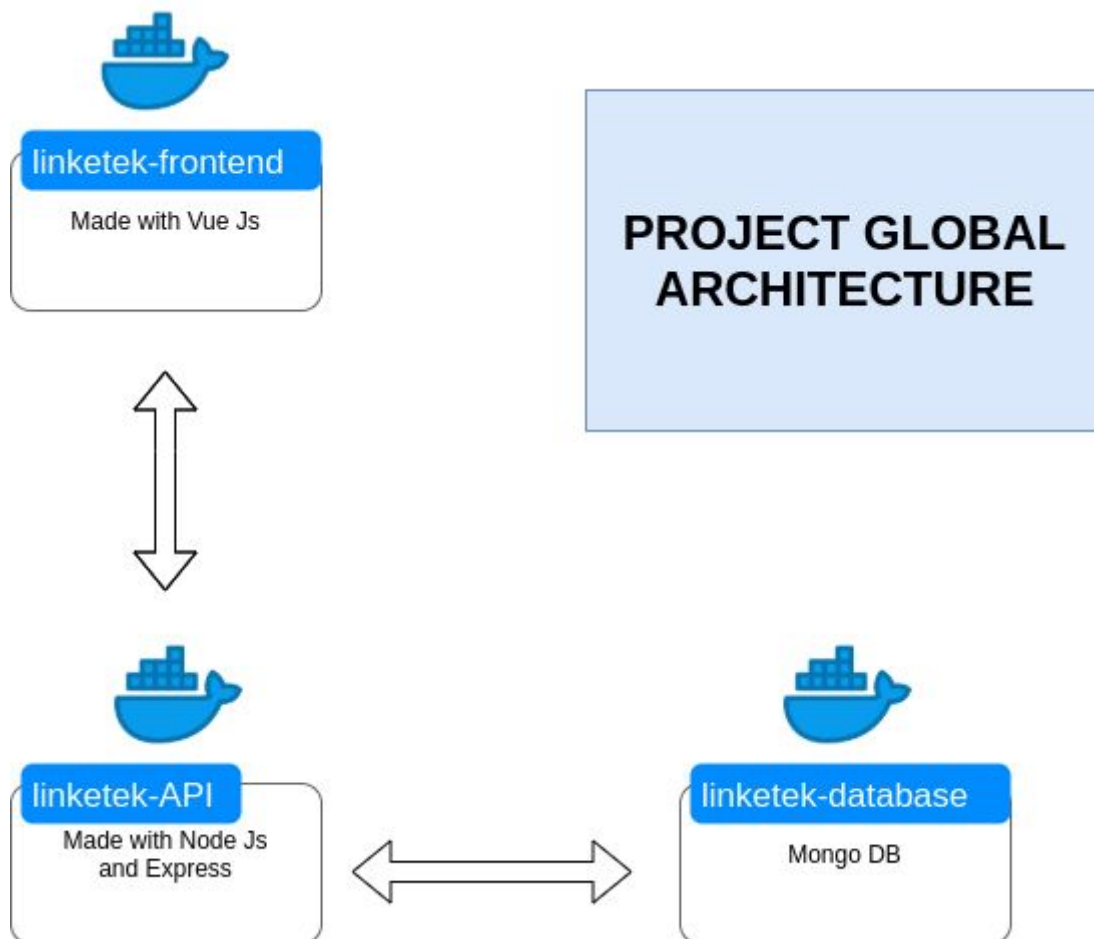 linketek-frontend
Made with Vue Js
PROJECT GLOBAL
ARCHITECTURE
linketek-API
Made with Node Js
and Express
linketek-database
Mongo DB